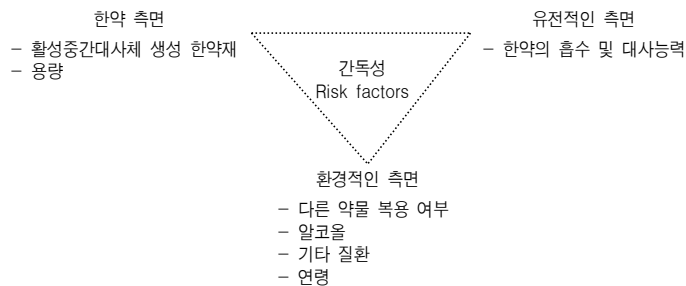 한약 측면
– 활성중간대사체 생성 한약재
– 용량
유전적인 측면
– 한약의 흡수 및 대사능력
간독성
Risk factors
환경적인 측면
– 다른 약물 복용 여부
– 알코올
– 기타 질환
– 연령